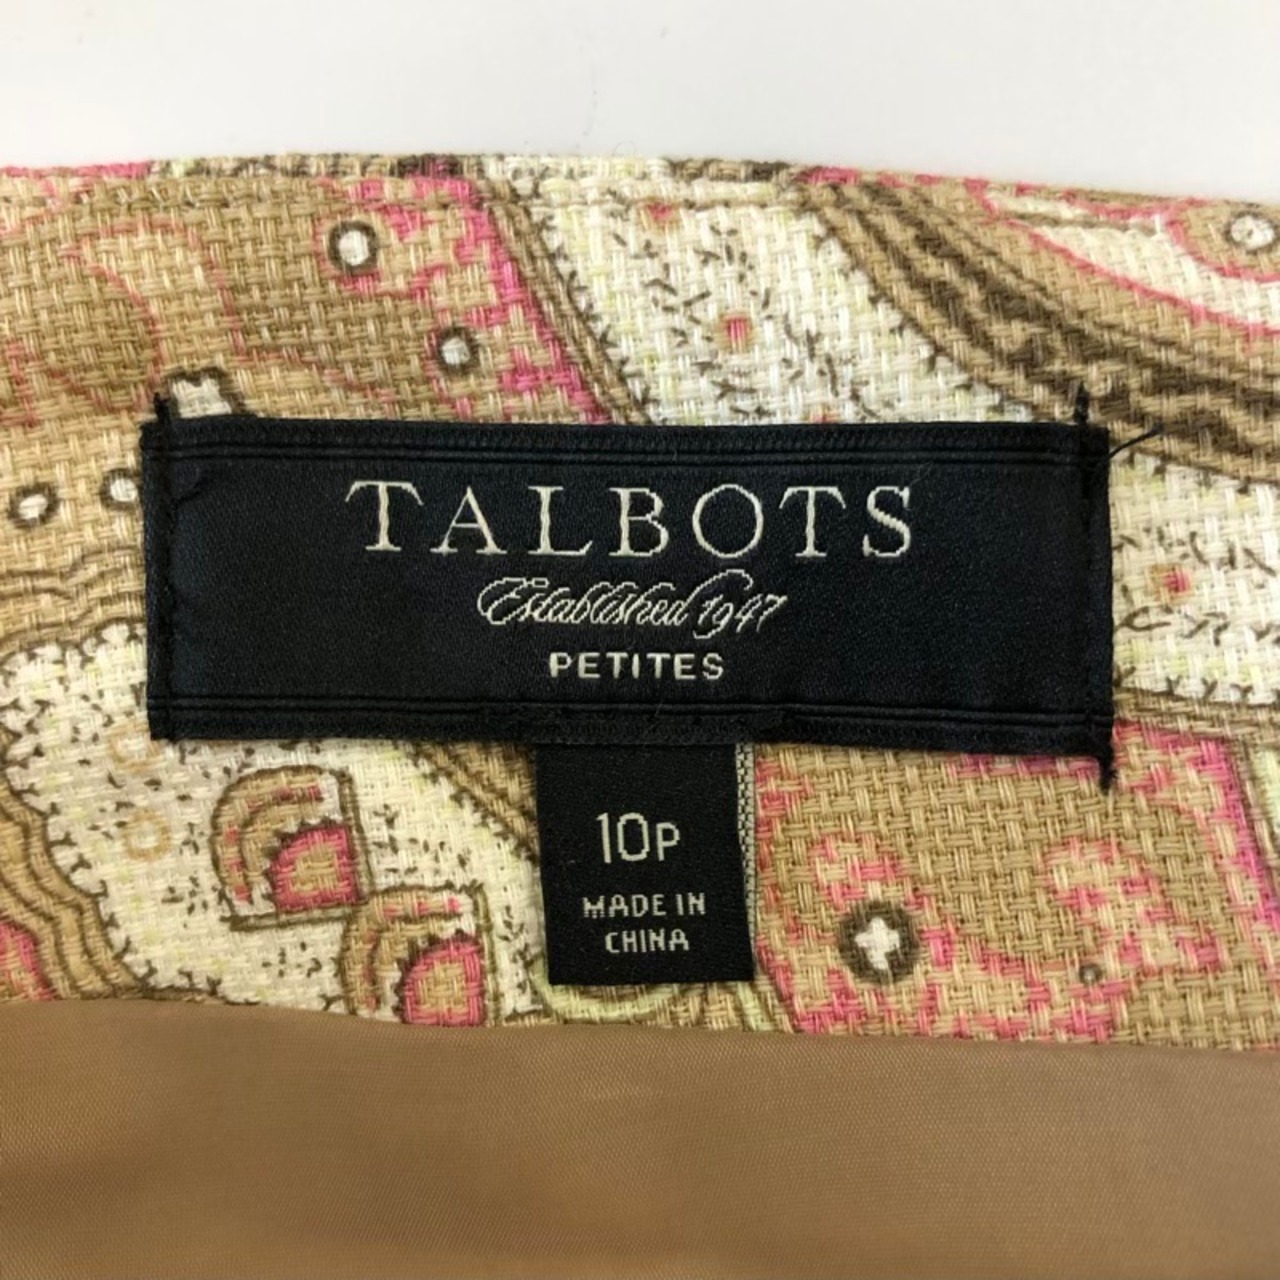 TALBOTS
Established 1947
PETITES
10P
MADE IN
CHINA